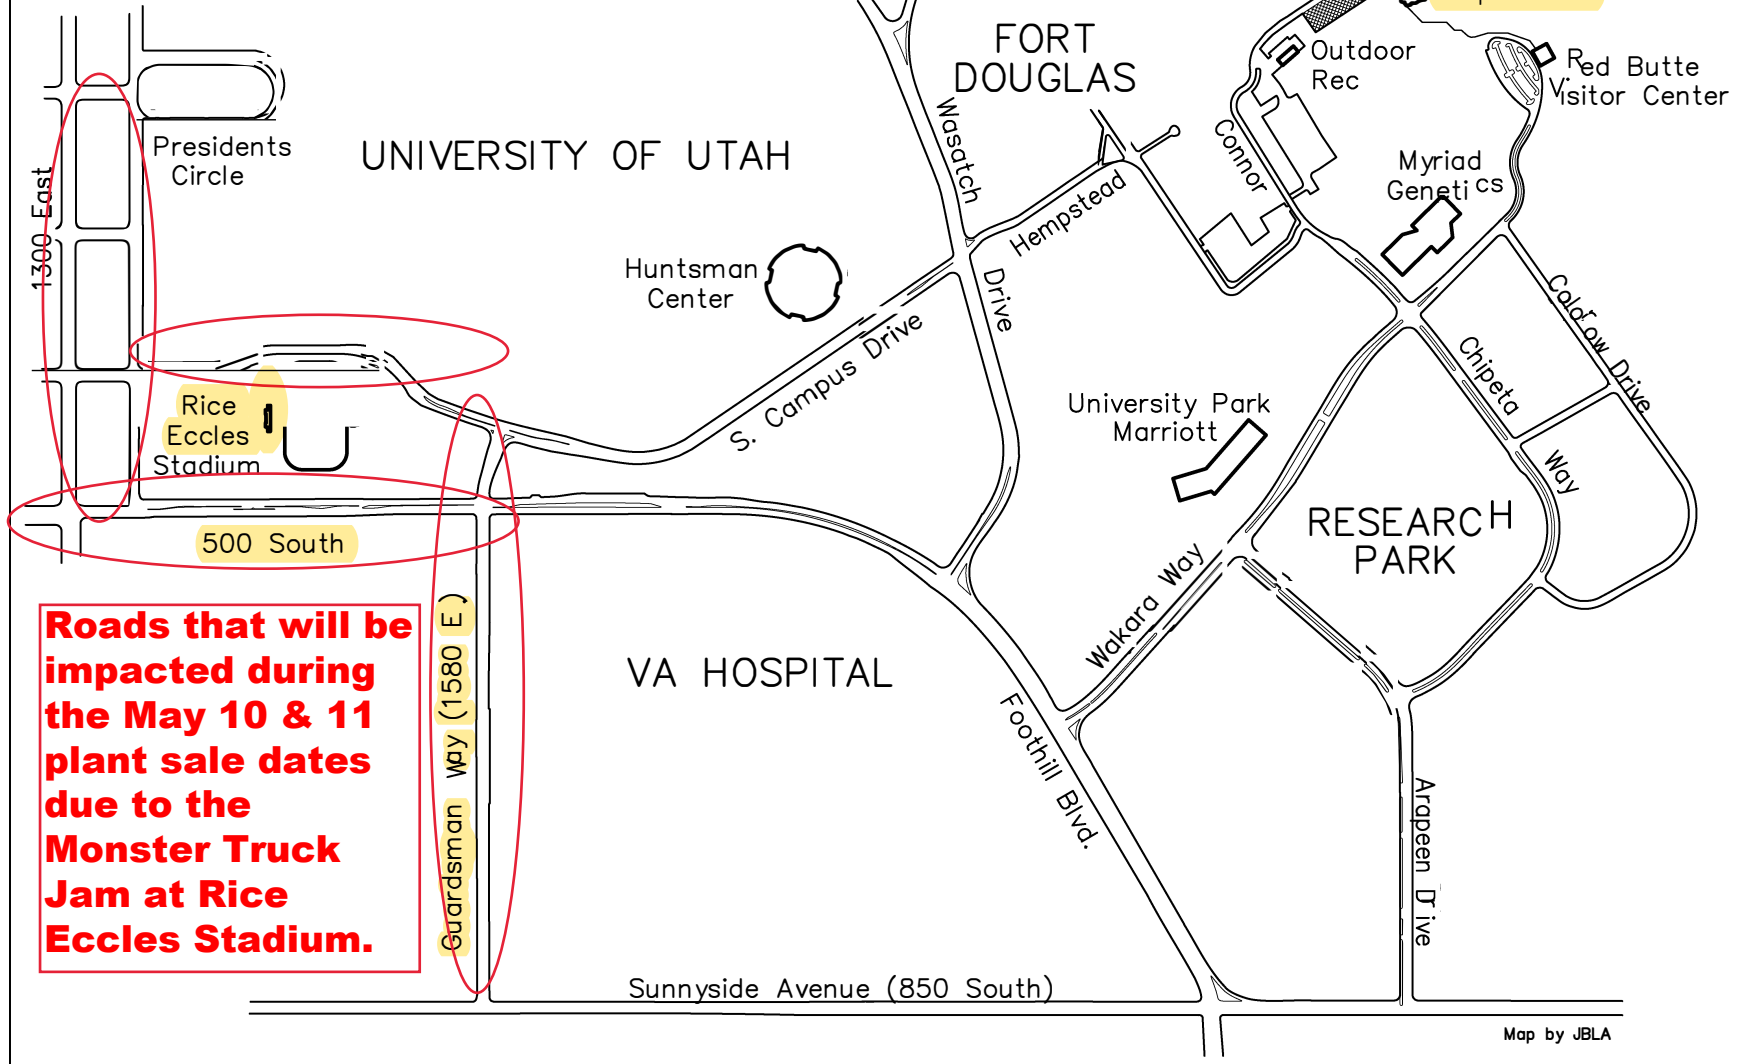 FORT
DOUGLAS
Outdoor
Rec
Red Butte
Visitor Center
Presidents
Circle
UNIVERSITY OF UTAH
Wasatch
Drive
Connor
Myriad
Genetics
Hempstead
1300 East
Huntsman
Center
S. Campus Drive
Colorow Drive
Chipeta
Way
Rice
Eccles
Stadium
University Park
Marriott
500 South
RESEARCH
PARK
Wakara Way
Roads that will be
impacted during
the May 10 & 11
plant sale dates
due to the
Monster Truck
Jam at Rice
Eccles Stadium.
Guardsman Way (1580 E)
VA HOSPITAL
Foothill Blvd.
Arapeen Drive
Sunnyside Avenue (850 South)
Map by JBLA